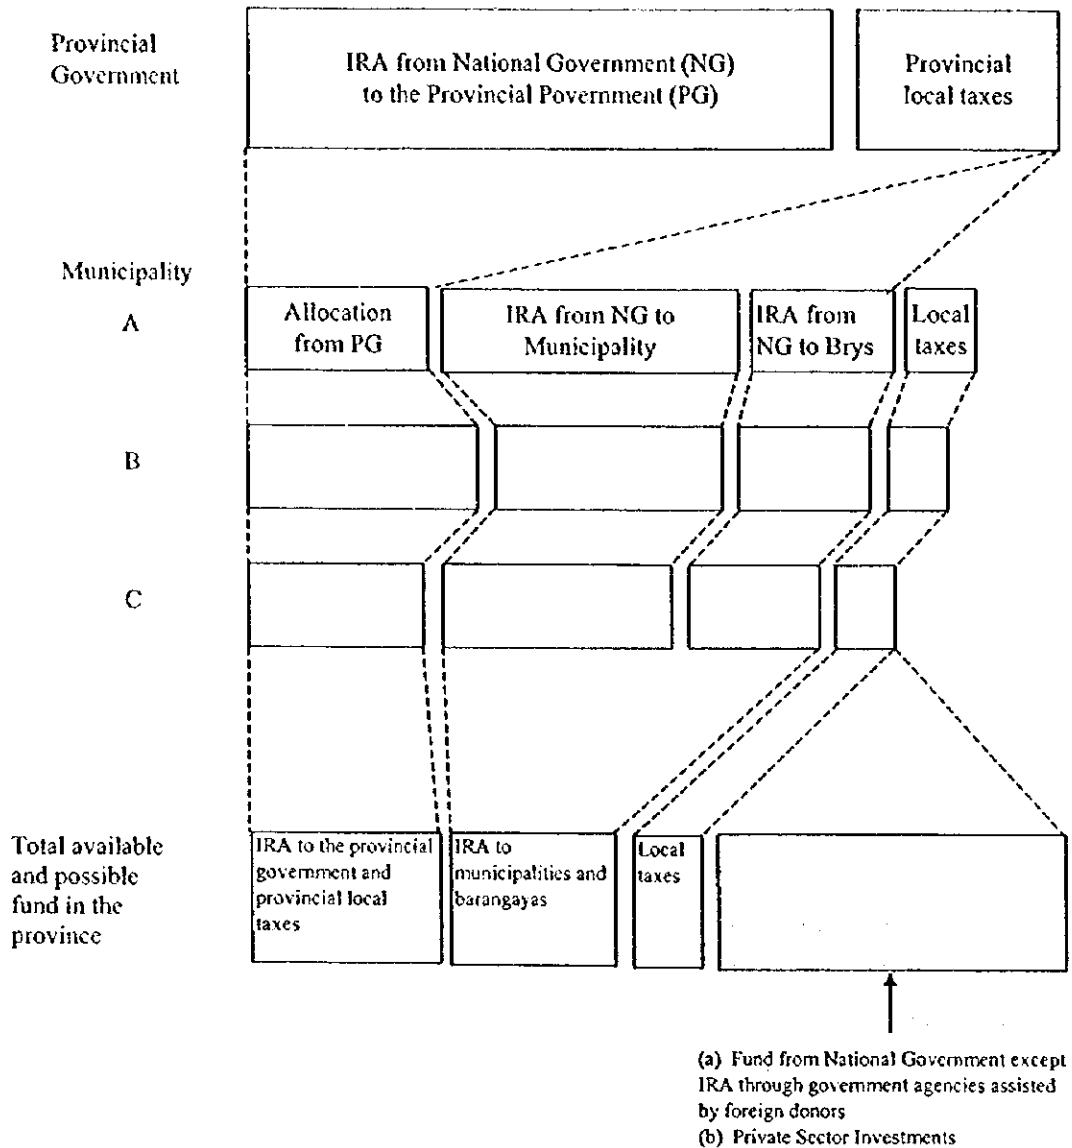 Provincial
Government
IRA from National Government (NG)
to the Provincial Povernment (PG)
Provincial
local taxes
Municipality
A
Allocation
from PG
IRA from NG to
Municipality
IRA from
NG to Brys
Local
taxes
B
C
Total available
and possible
fund in the
province
IRA to the provincial
government and
provincial local
taxes
IRA to
municipalities and
barangayas
Local
taxes
(a) Fund from National Government except
IRA through government agencies assisted
by foreign donors
(b) Private Sector Investments